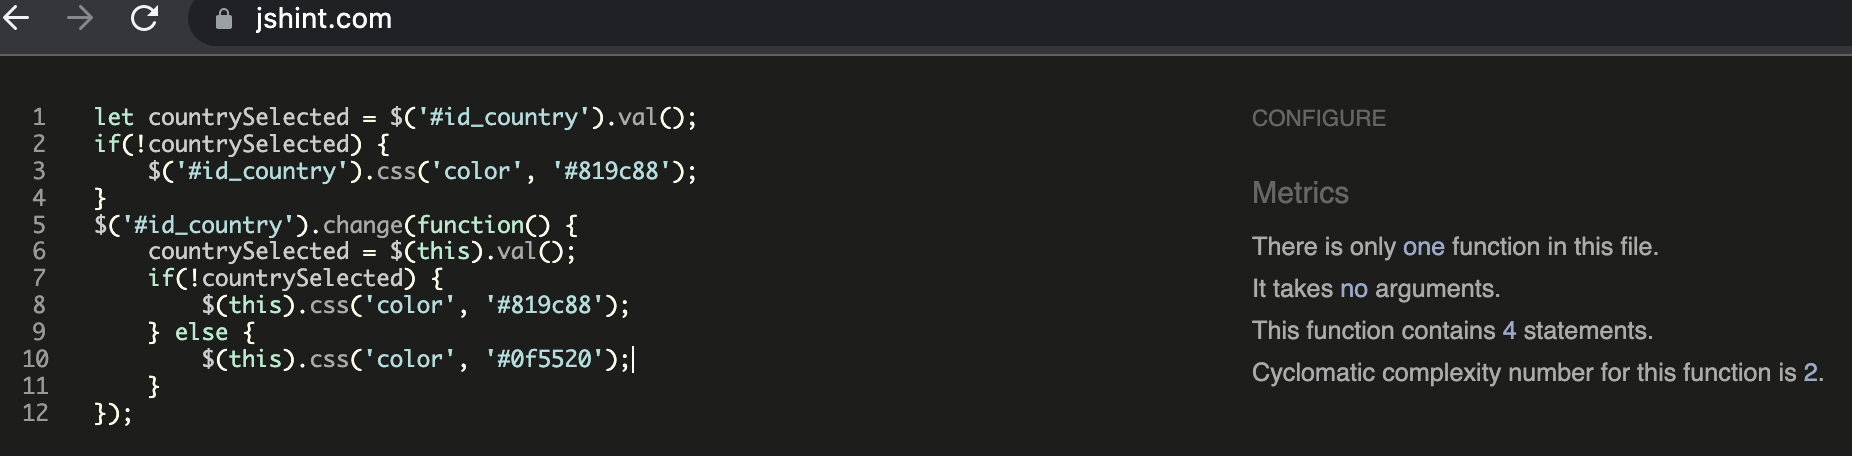 jshint.com
1 let countrySelected = $('#id_country').val();
2 if(!countrySelected) {
3 $('#id_country').css('color', '#819c88');
4 }
5 $('#id_country').change(function() {
6 countrySelected = $(this).val();
7 if(!countrySelected) {
8 $(this).css('color', '#819c88');
9 } else {
10 $(this).css('color', '#0f5520');
11 }
12 });
CONFIGURE
Metrics
There is only one function in this file.
It takes no arguments.
This function contains 4 statements.
Cyclomatic complexity number for this function is 2.